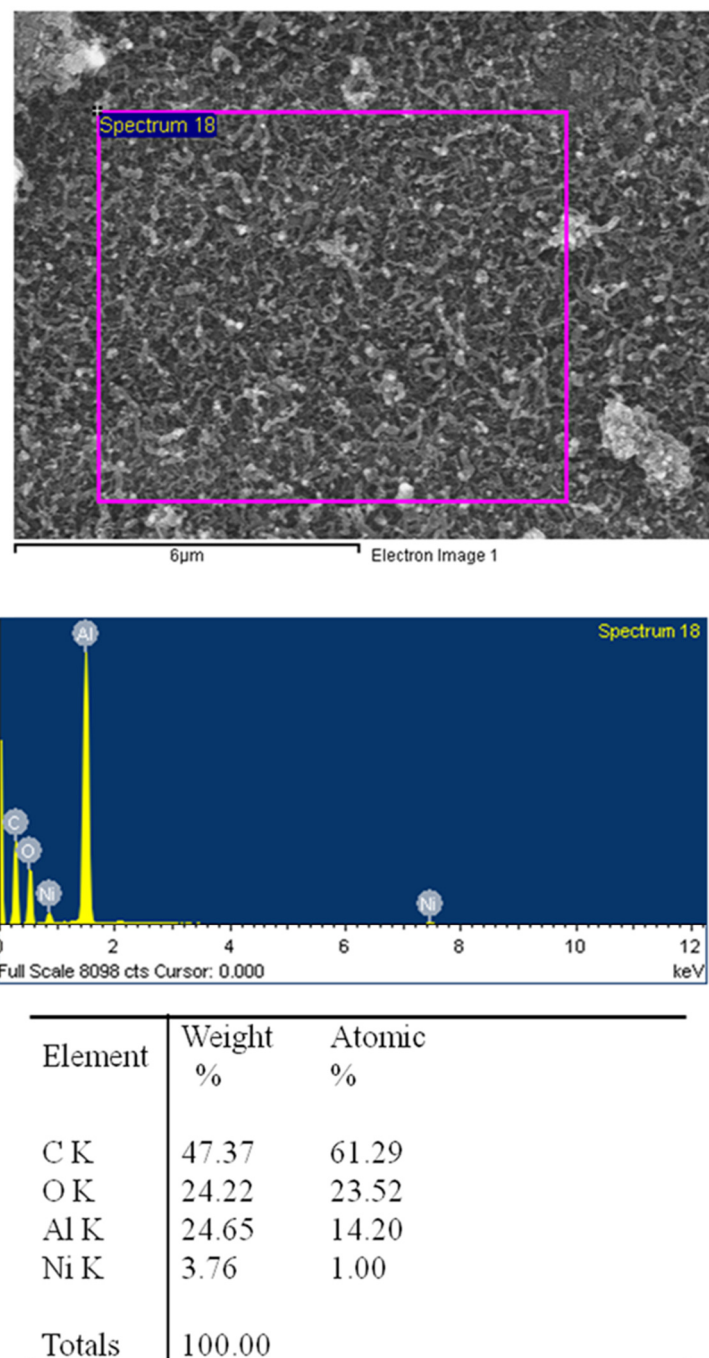 Spectrum 18
6µm
Electron Image 1
Spectrum 18
Al
C
O
Ni
Ni
2 4 6 8 10 12
Full Scale 8098 cts Cursor: 0.000 keV
Element Weight % Atomic %
C K 47.37 61.29
O K 24.22 23.52
Al K 24.65 14.20
Ni K 3.76 1.00
Totals 100.00